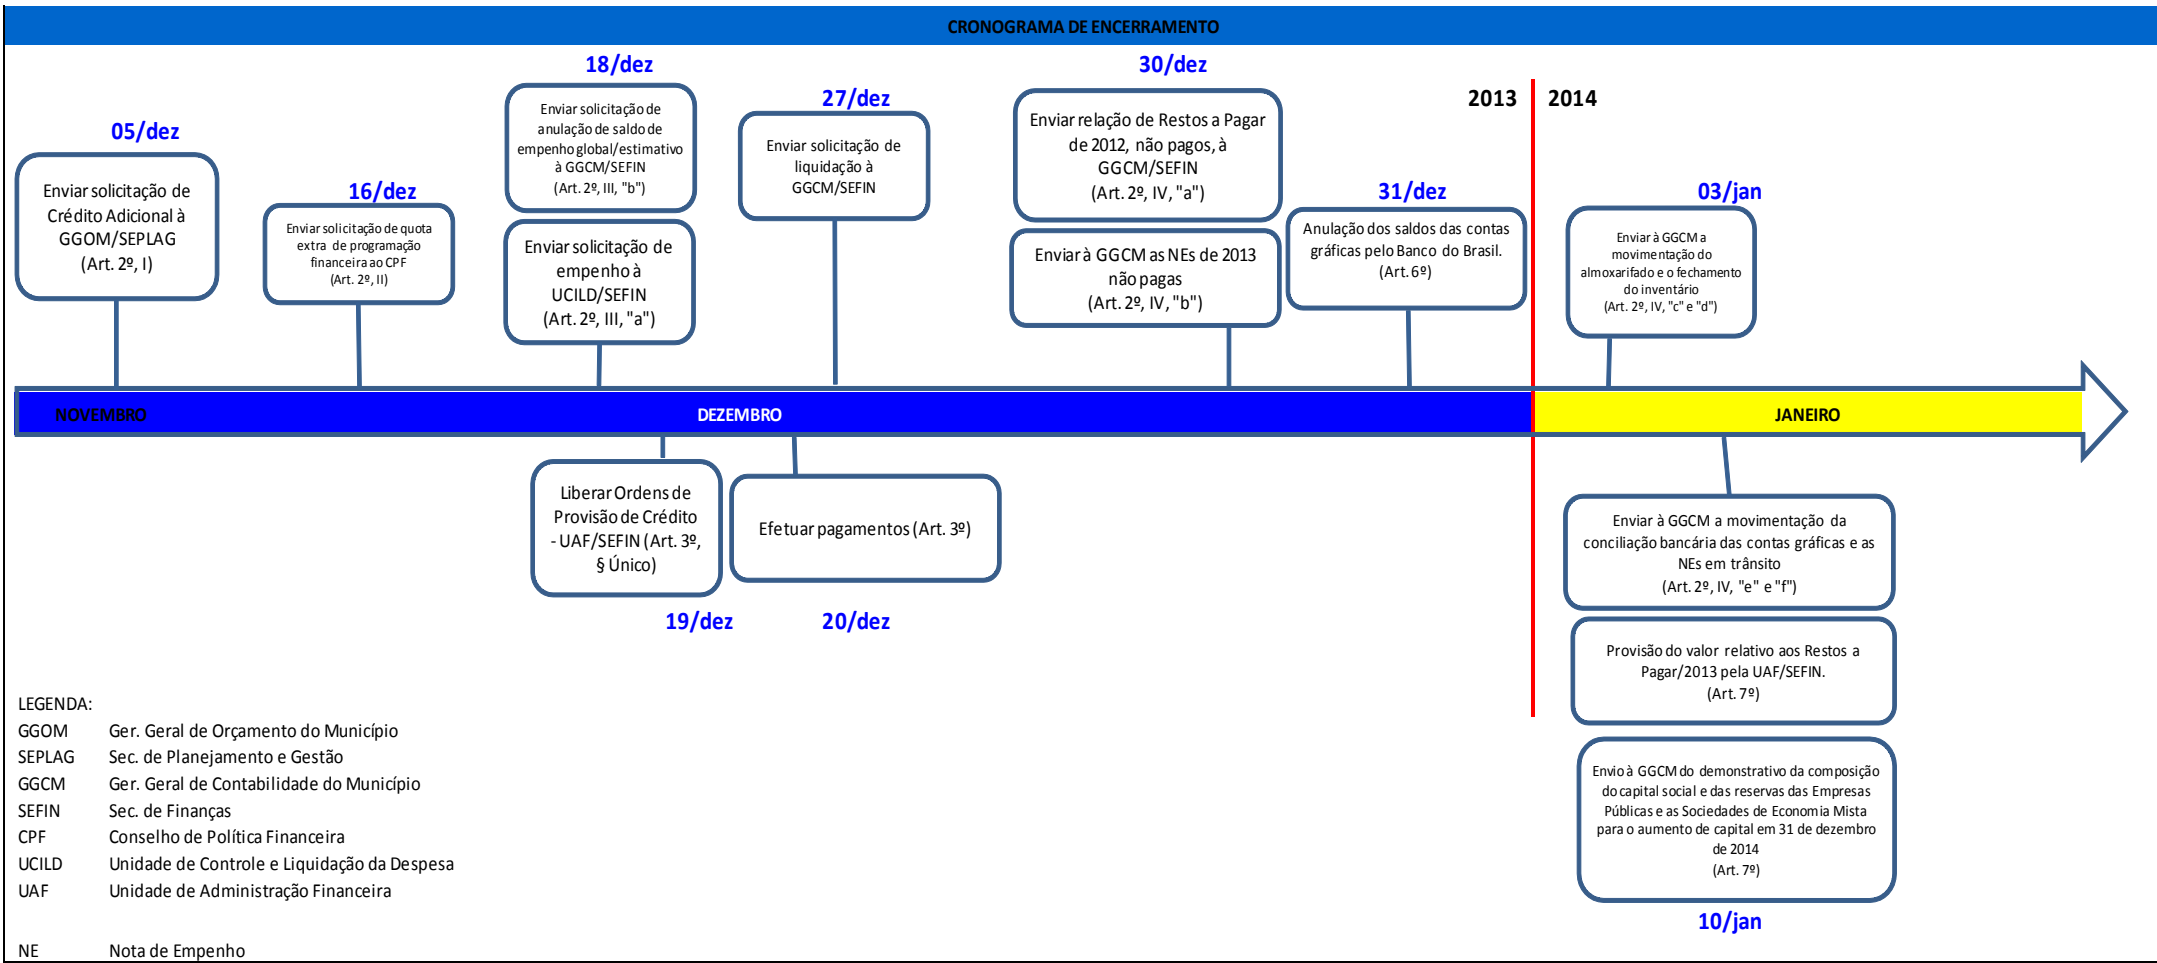 CRONOGRAMA DE ENCERRAMENTO
05/dez
Enviar solicitação de
Crédito Adicional à
GGOM/SEPLAG
(Art. 2º, I)
16/dez
Enviar solicitação de quota
extra de programação
financeira ao CPF
(Art. 2º, II)
18/dez
Enviar solicitação de
anulação de saldo de
empenho global/estimativo
à GGCM/SEFIN
(Art. 2º, III, "b")
Enviar solicitação de
empenho à
UCILD/SEFIN
(Art. 2º, III, "a")
27/dez
Enviar solicitação de
liquidação à
GGCM/SEFIN
30/dez
Enviar relação de Restos a Pagar
de 2012, não pagos, à
GGCM/SEFIN
(Art. 2º, IV, "a")
Enviar à GGCM as NEs de 2013
não pagas
(Art. 2º, IV, "b")
31/dez
Anulação dos saldos das contas
gráficas pelo Banco do Brasil.
(Art. 6º)
2013
2014
03/jan
Enviar à GGCM a
movimentação do
almoxarifado e o fechamento
do inventário
(Art. 2º, IV, "c" e "d")
NOVEMBRO
DEZEMBRO
JANEIRO
Liberar Ordens de
Provisão de Crédito
- UAF/SEFIN (Art. 3º,
§ Único)
19/dez
Efetuar pagamentos (Art. 3º)
20/dez
Enviar à GGCM a movimentação da
conciliação bancária das contas gráficas e as
NEs em trânsito
(Art. 2º, IV, "e" e "f")
Provisão do valor relativo aos Restos a
Pagar/2013 pela UAF/SEFIN.
(Art. 7º)
Envio à GGCM do demonstrativo da composição
do capital social e das reservas das Empresas
Públicas e as Sociedades de Economia Mista
para o aumento de capital em 31 de dezembro
de 2014
(Art. 7º)
10/jan
LEGENDA:
GGOM Ger. Geral de Orçamento do Município
SEPLAG Sec. de Planejamento e Gestão
GGCM Ger. Geral de Contabilidade do Município
SEFIN Sec. de Finanças
CPF Conselho de Política Financeira
UCILD Unidade de Controle e Liquidação da Despesa
UAF Unidade de Administração Financeira
NE Nota de Empenho